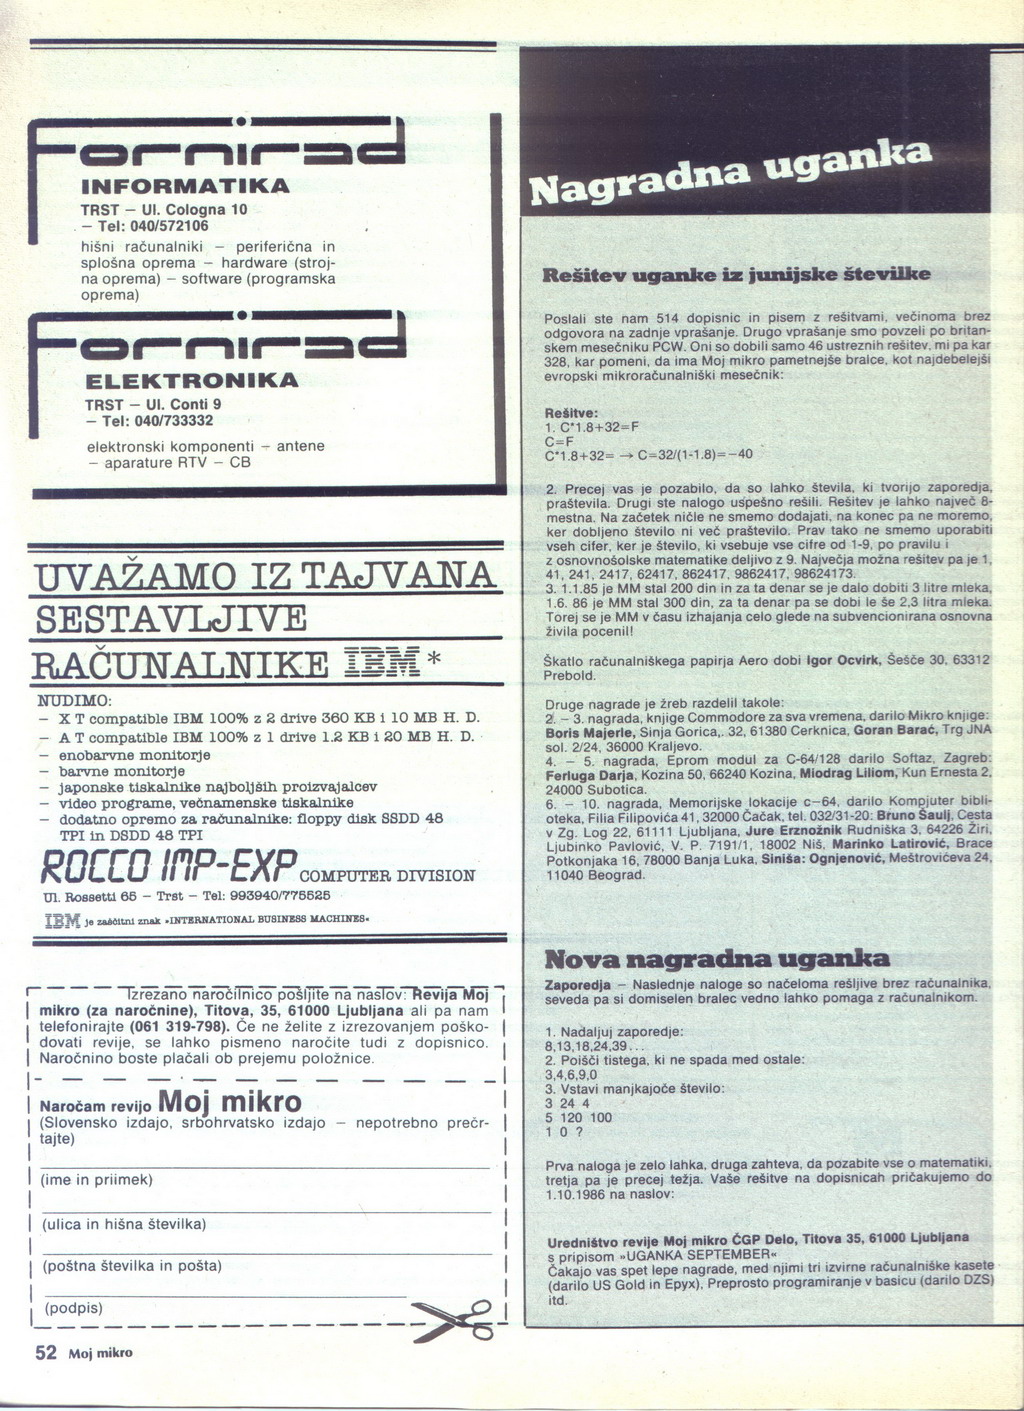 fornirad
INFORMATIKA
TRST – Ul. Cologna 10
– Tel: 040/572106
hišni računalniki – periferična in
splošna oprema – hardware (stroj-
na oprema) – software (programska
oprema)
fornirad
ELEKTRONIKA
TRST – Ul. Conti 9
– Tel: 040/733332
elektronski komponenti – antene
– aparature RTV – CB
UVAŽAMO IZ TAJVANA
SESTAVLJIVE
RAČUNALNIKE IBM*
NUDIMO:
– X T compatible IBM 100% z 2 drive 360 KB i 10 MB H. D.
– A T compatible IBM 100% z 1 drive 1.2 KB i 20 MB H. D.
– enobarvne monitorje
– barvne monitorje
– japonske tiskalnike najboljših proizvajalcev
– video programe, večnamenske tiskalnike
– dodatno opremo za računalnike: floppy disk SSDD 48
TPI in DSDD 48 TPI
ROCCO IMP-EXP COMPUTER DIVISION
Ul. Rossetti 65 – Trst – Tel: 993940/775525
IBM je zaščitni znak »INTERNATIONAL BUSINESS MACHINES«
Izrezano naročilnico pošljite na naslov: Revija Moj
mikro (za naročnine), Titova, 35, 61000 Ljubljana ali pa nam
telefonirajte (061 319-798). Če ne želite z izrezovanjem poško-
dovati revije, se lahko pismeno naročite tudi z dopisnico.
Naročnino boste plačali ob prejemu položnice.
Naročam revijo Moj mikro
(Slovensko izdajo, srbohrvatsko izdajo – nepotrebno prečr-
tajte)
(ime in priimek)
(ulica in hišna številka)
(poštna številka in pošta)
(podpis)
52 Moj mikro
Nagradna uganka
Rešitev uganke iz junijske številke
Poslali ste nam 514 dopisnic in pisem z rešitvami, večinoma brez
odgovora na zadnje vprašanje. Drugo vprašanje smo povzeli po britan-
skem mesečniku PCW. Oni so dobili samo 46 ustreznih rešitev, mi pa kar
328, kar pomeni, da ima Moj mikro pametnejše bralce, kot najdebelejši
evropski mikroračunalniški mesečnik:
Rešitve:
1. C*1.8+32=F
C=F
C*1.8+32= → C=32/(1-1.8)=-40
2. Precej vas je pozabilo, da so lahko števila, ki tvorijo zaporedja,
praštevila. Drugi ste nalogo uspešno rešili. Rešitev je lahko največ 8-
mestna. Na začetek ničle ne smemo dodajati, na konec pa ne moremo,
ker dobljeno število ni več praštevilo. Prav tako ne smemo uporabiti
vseh cifer, ker je število, ki vsebuje vse cifre od 1-9, po pravilu i
z osnovnošolske matematike deljivo z 9. Največja možna rešitev pa je 1,
41, 241, 2417, 62417, 862417, 9862417, 98624173.
3. 1.1.85 je MM stal 200 din in za ta denar se je dalo dobiti 3 litre mleka,
1.6. 86 je MM stal 300 din, za ta denar pa se dobi le še 2,3 litra mleka.
Torej se je MM v času izhajanja celo glede na subvencionirana osnovna
živila pocenil!
Škatlo računalniškega papirja Aero dobi Igor Ocvirk, Šešče 30, 63312
Prebold.
Druge nagrade je žreb razdelil takole:
2. – 3. nagrada, knjige Commodore za sva vremena, darilo Mikro knjige:
Boris Majerle, Sinja Gorica,. 32, 61380 Cerknica, Goran Barać, Trg JNA
sol. 2/24, 36000 Kraljevo.
4. – 5. nagrada, Eprom modul za C-64/128 darilo Softaz, Zagreb:
Ferluga Darja, Kozina 50, 66240 Kozina, Miodrag Liliom, Kun Ernesta 2,
24000 Subotica.
6. – 10. nagrada, Memorijske lokacije c–64, darilo Kompjuter bibli-
oteka, Filia Filipovića 41, 32000 Čačak, tel. 032/31-20: Bruno Šaulj, Cesta
v Zg. Log 22, 61111 Ljubljana, Jure Erznožnik Rudniška 3, 64226 Žiri,
Ljubinko Pavlović, V. P. 7191/1, 18002 Niš, Marinko Latirović, Brace
Potkonjaka 16, 78000 Banja Luka, Siniša: Ognjenović, Meštrovićeva 24,
11040 Beograd.
Nova nagradna uganka
Zaporedja – Naslednje naloge so načeloma rešljive brez računalnika,
seveda pa si domiselen bralec vedno lahko pomaga z računalnikom.
1. Nadaljuj zaporedje:
8,13,18,24,39...
2. Poišči tistega, ki ne spada med ostale:
3,4,6,9,0
3. Vstavi manjkajoče število:
3 24 4
5 120 100
1 0 ?
Prva naloga je zelo lahka, druga zahteva, da pozabite vse o matematiki,
tretja pa je precej težja. Vaše rešitve na dopisnicah pričakujemo do
1.10.1986 na naslov:
Uredništvo revije Moj mikro ČGP Delo, Titova 35, 61000 Ljubljana
s pripisom »UGANKA SEPTEMBER«
Čakajo vas spet lepe nagrade, med njimi tri izvirne računalniške kasete
(darilo US Gold in Epyx), Preprosto programiranje v basicu (darilo DZS)
itd.